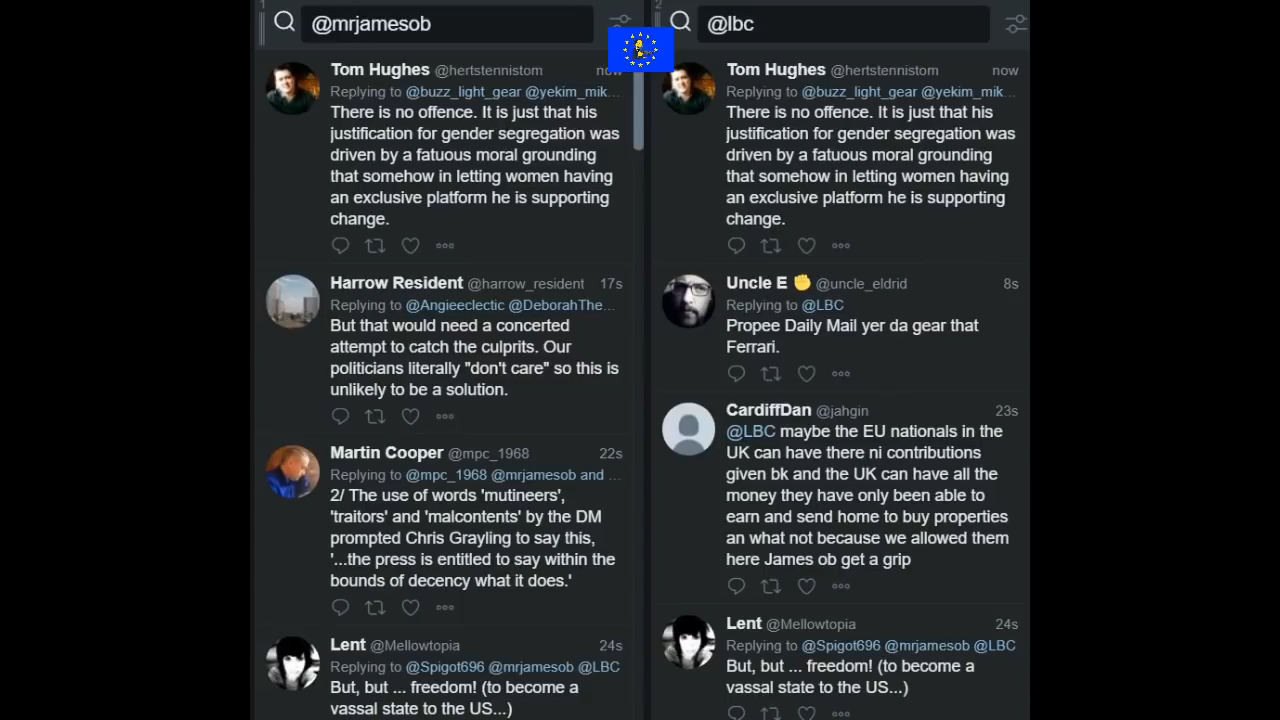 1
@mrjamesob
Tom Hughes @hertstennistom now
Replying to @buzz_light_gear @yekim_mik...
There is no offence. It is just that his
justification for gender segregation was
driven by a fatuous moral grounding
that somehow in letting women having
an exclusive platform he is supporting
change.
Harrow Resident @harrow_resident 17s
Replying to @Angieeclectic @DeborahThe...
But that would need a concerted
attempt to catch the culprits. Our
politicians literally "don't care" so this is
unlikely to be a solution.
Martin Cooper @mpc_1968 22s
Replying to @mpc_1968 @mrjamesob and ...
2/ The use of words 'mutineers',
'traitors' and 'malcontents' by the DM
prompted Chris Grayling to say this,
'...the press is entitled to say within the
bounds of decency what it does.'
Lent @Mellowtopia 24s
Replying to @Spigot696 @mrjamesob @LBC
But, but ... freedom! (to become a
vassal state to the US...)
2
@lbc
Tom Hughes @hertstennistom now
Replying to @buzz_light_gear @yekim_mik...
There is no offence. It is just that his
justification for gender segregation was
driven by a fatuous moral grounding
that somehow in letting women having
an exclusive platform he is supporting
change.
Uncle E ✊ @uncle_eldrid 8s
Replying to @LBC
Propee Daily Mail yer da gear that
Ferrari.
CardiffDan @jahgin 23s
@LBC maybe the EU nationals in the
UK can have there ni contributions
given bk and the UK can have all the
money they have only been able to
earn and send home to buy properties
an what not because we allowed them
here James ob get a grip
Lent @Mellowtopia 24s
Replying to @Spigot696 @mrjamesob @LBC
But, but ... freedom! (to become a
vassal state to the US...)